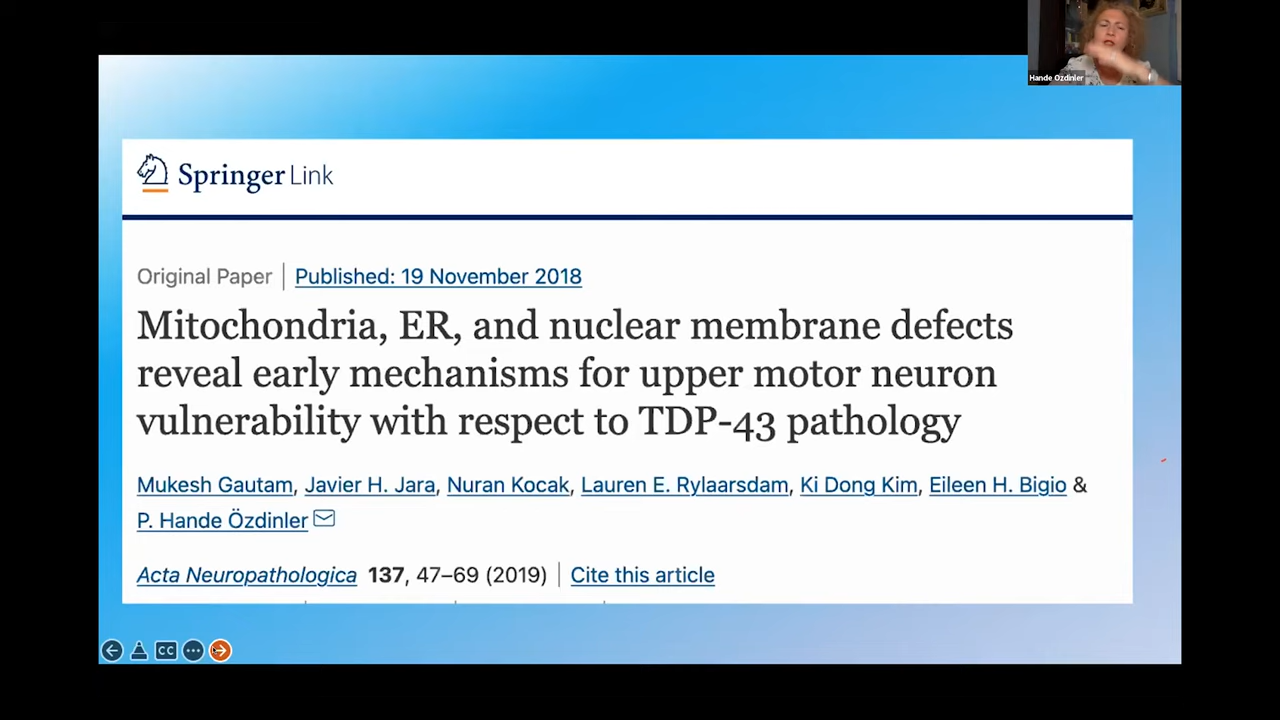 Hande Ozdinler
Springer Link
Original Paper | Published: 19 November 2018
Mitochondria, ER, and nuclear membrane defects
reveal early mechanisms for upper motor neuron
vulnerability with respect to TDP-43 pathology
Mukesh Gautam, Javier H. Jara, Nuran Kocak, Lauren E. Rylaarsdam, Ki Dong Kim, Eileen H. Bigio &
P. Hande Özdinler
Acta Neuropathologica 137, 47–69 (2019) | Cite this article
CC